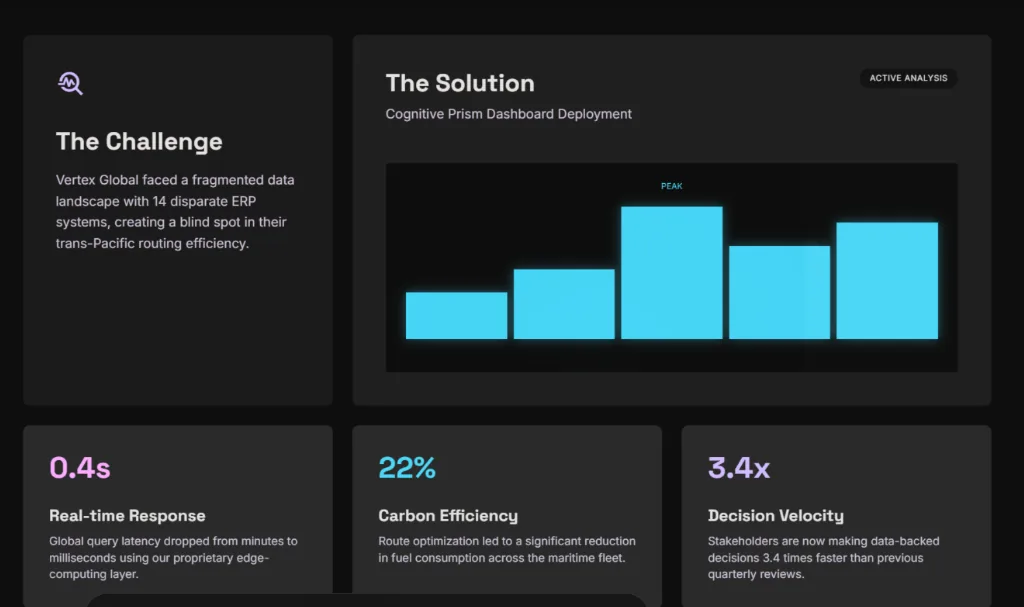 The Challenge
Vertex Global faced a fragmented data
landscape with 14 disparate ERP
systems, creating a blind spot in their
trans-Pacific routing efficiency.
The Solution
ACTIVE ANALYSIS
Cognitive Prism Dashboard Deployment
PEAK
0.4s
Real-time Response
Global query latency dropped from minutes to
milliseconds using our proprietary edge-
computing layer.
22%
Carbon Efficiency
Route optimization led to a significant reduction
in fuel consumption across the maritime fleet.
3.4x
Decision Velocity
Stakeholders are now making data-backed
decisions 3.4 times faster than previous
quarterly reviews.